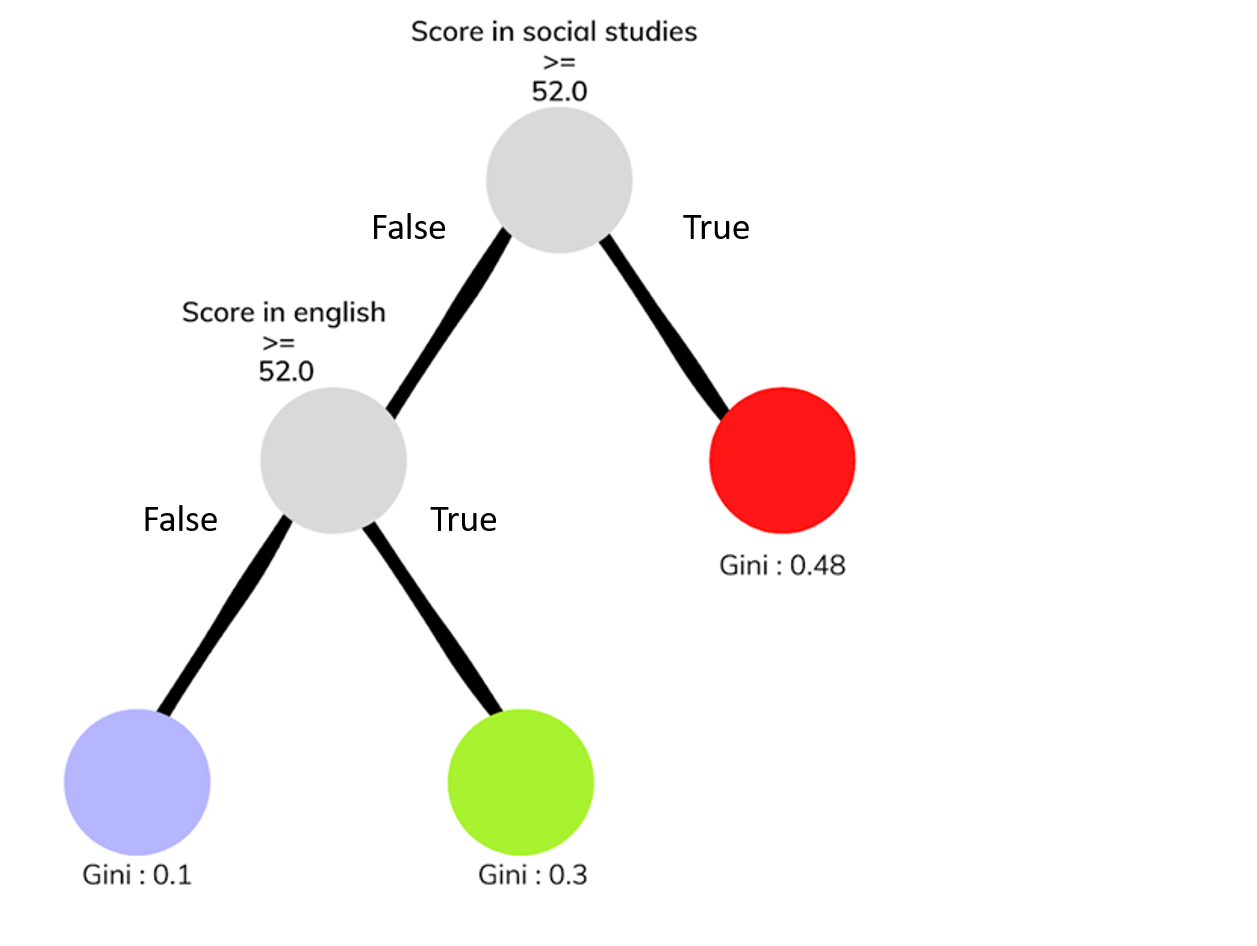 Score in social studies
>=
52.0
False
True
Score in english
>=
52.0
False
True
Gini : 0.48
Gini : 0.1
Gini : 0.3